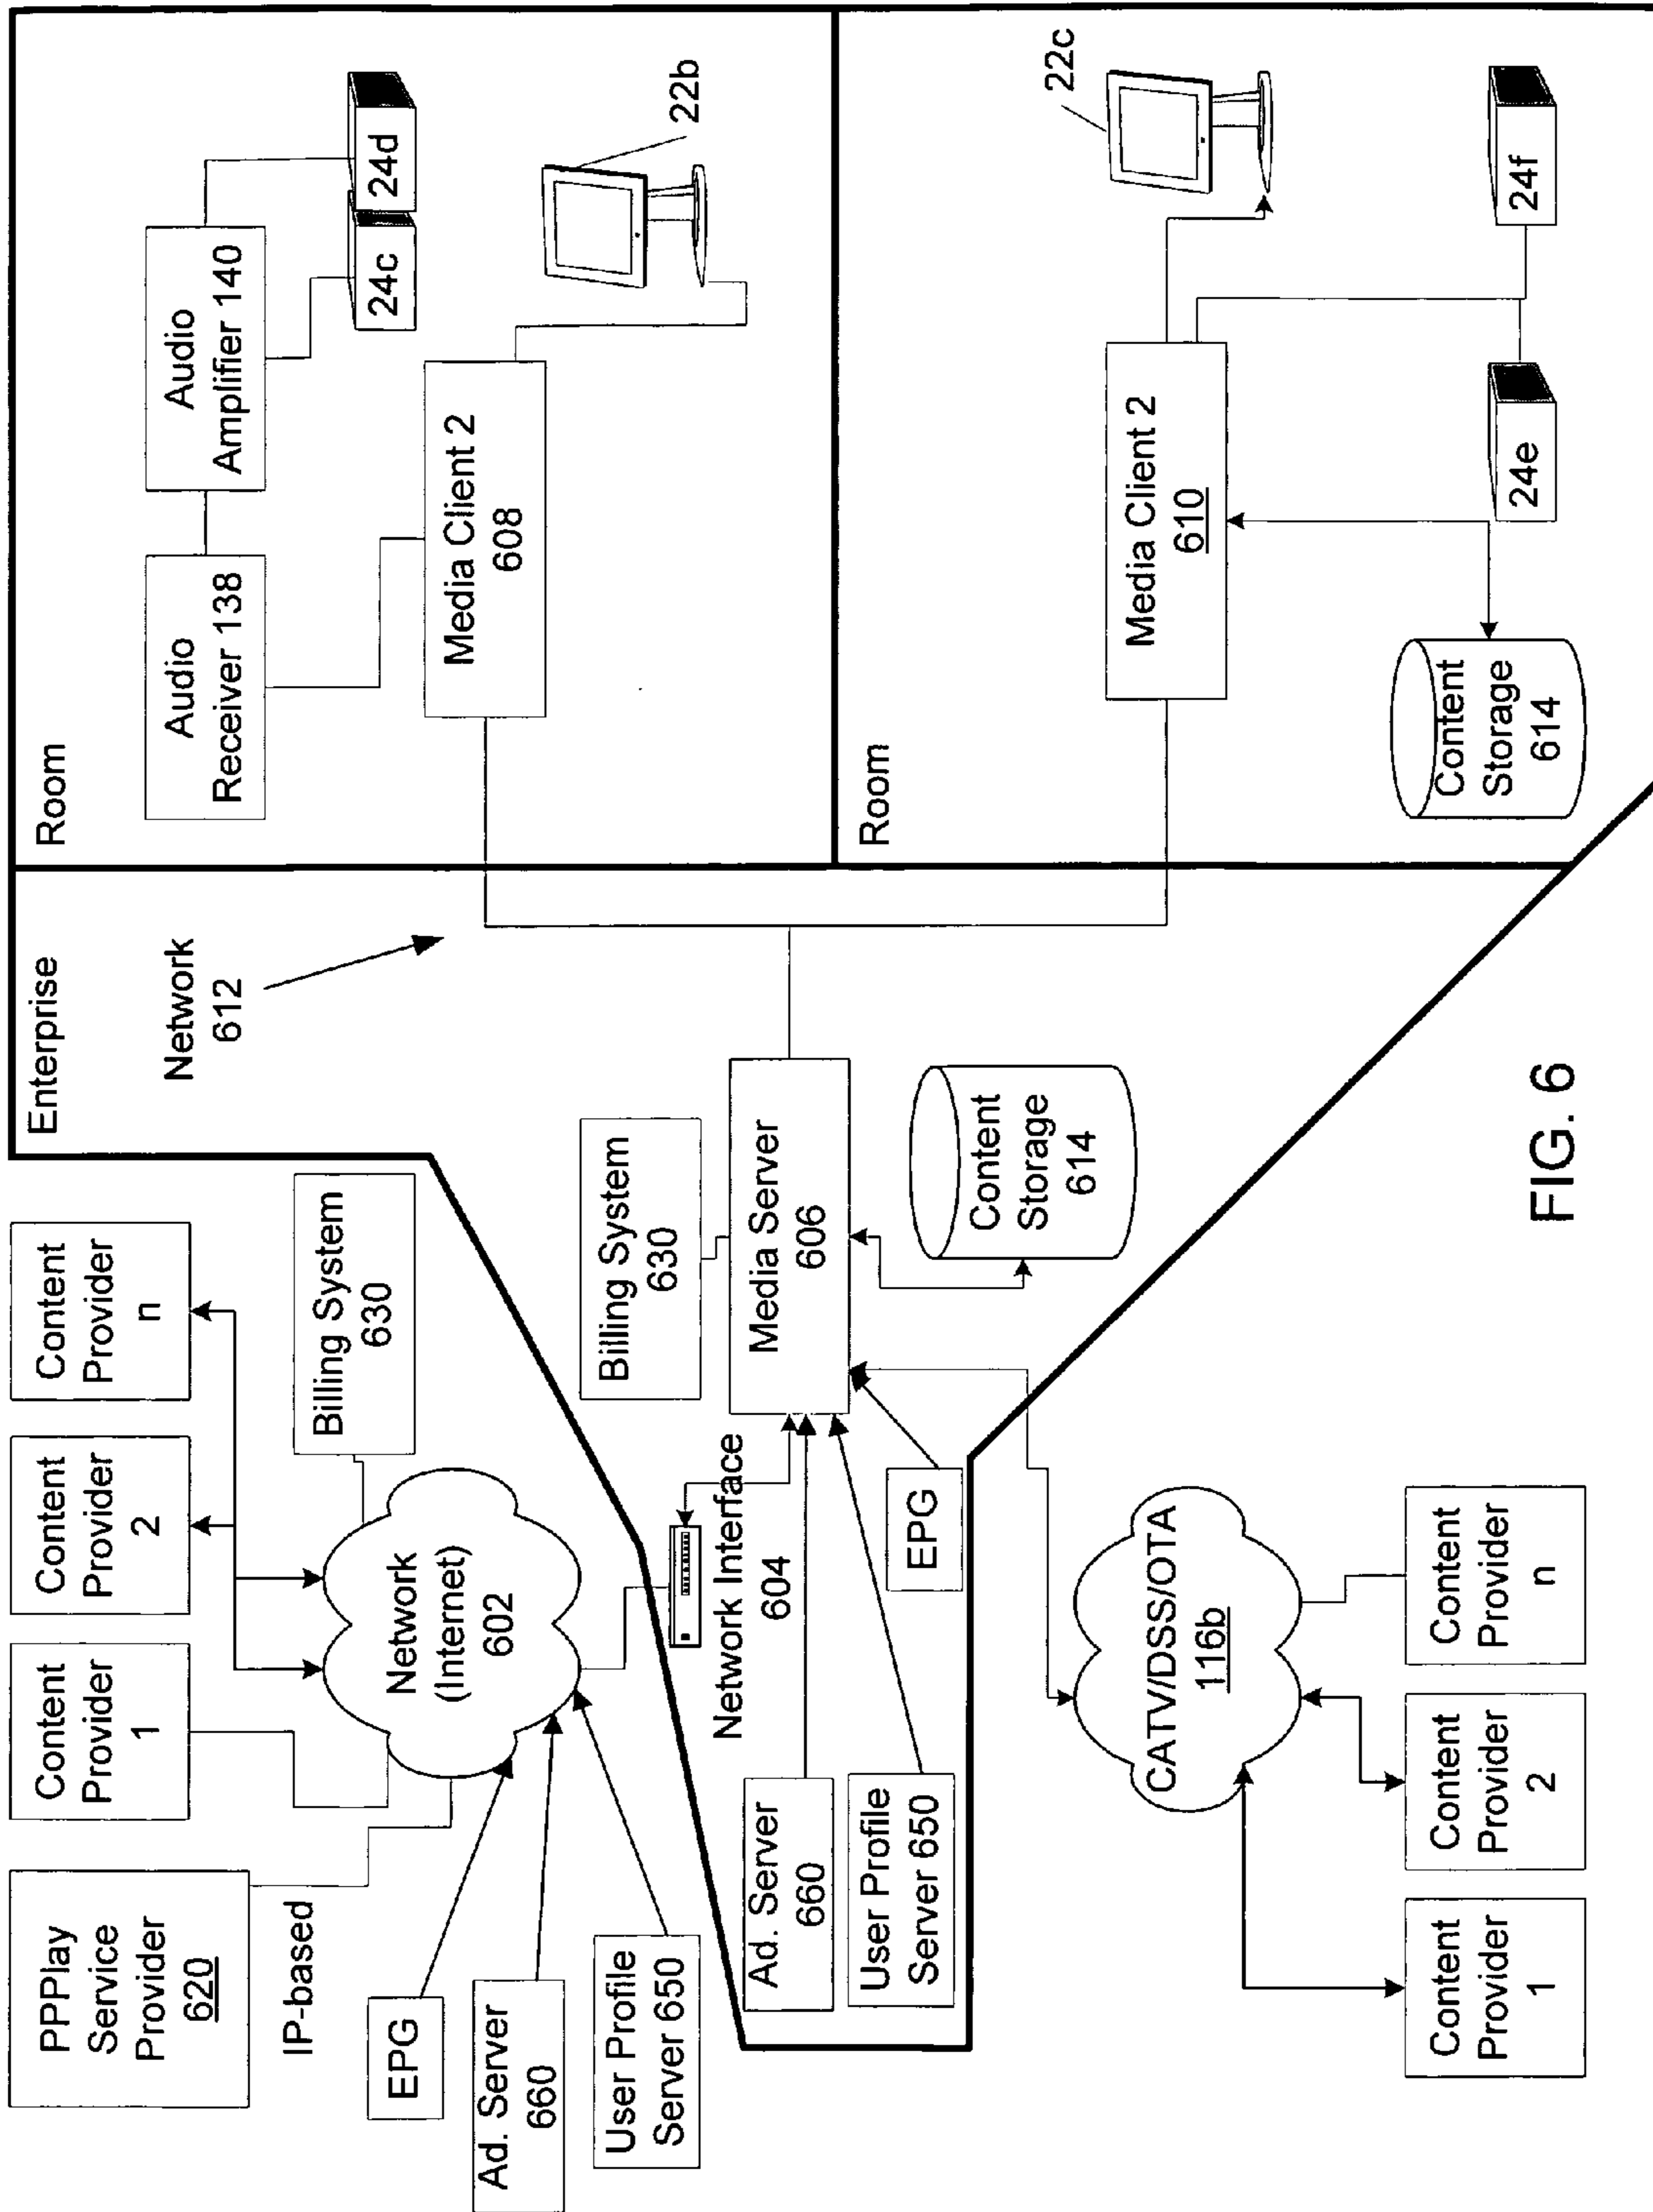 PPPlay
Service
Provider
620
Content
Provider
1
Content
Provider
2
Content
Provider
n
IP-based
Billing System
630
EPG
Network
(Internet)
602
Ad. Server
660
User Profile
Server 650
Enterprise
Network
612
Network Interface
604
Billing System
630
Media Server
606
Ad. Server
660
User Profile
Server 650
EPG
Content
Storage
614
CATV/DSS/OTA
116b
Content
Provider
1
Content
Provider
2
Content
Provider
n
Room
Audio
Receiver 138
Audio
Amplifier 140
24c
24d
Media Client 2
608
22b
Room
Media Client 2
610
22c
Content
Storage
614
24e
24f
FIG. 6